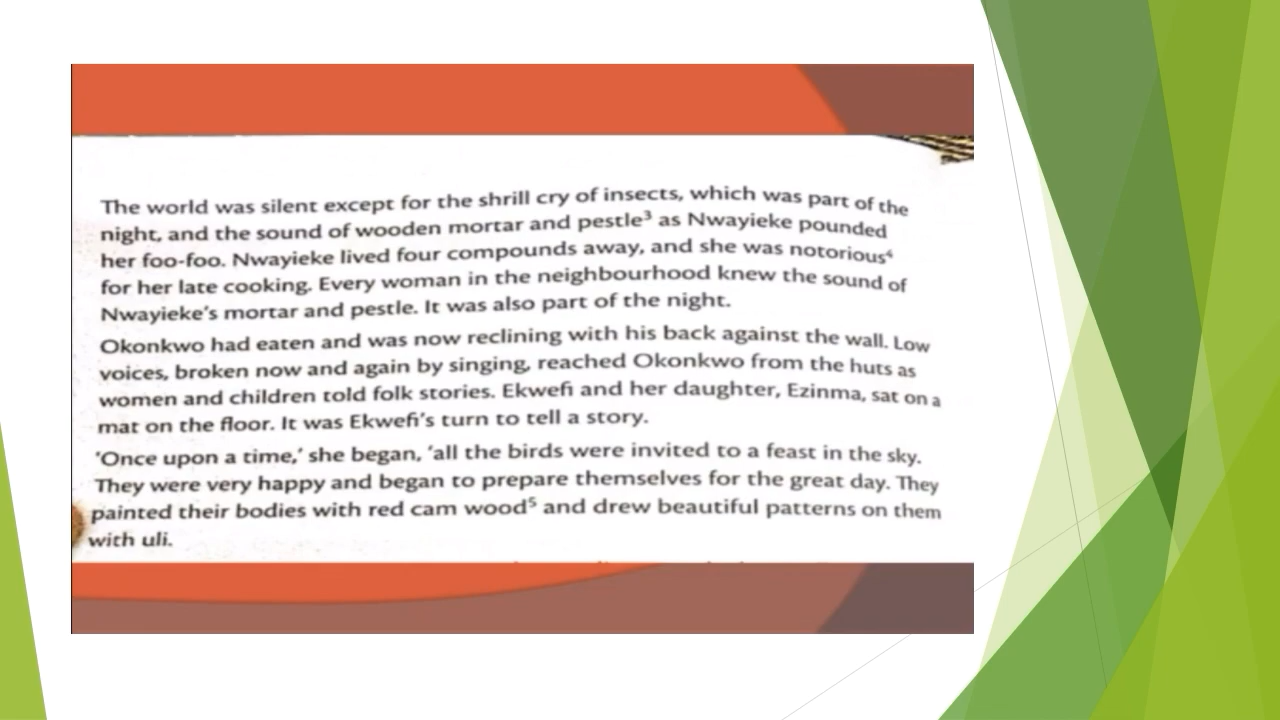 The world was silent except for the shrill cry of insects, which was part of the
night, and the sound of wooden mortar and pestle³ as Nwayieke pounded
her foo-foo. Nwayieke lived four compounds away, and she was notorious⁴
for her late cooking. Every woman in the neighbourhood knew the sound of
Nwayieke's mortar and pestle. It was also part of the night.
Okonkwo had eaten and was now reclining with his back against the wall. Low
voices, broken now and again by singing, reached Okonkwo from the huts as
women and children told folk stories. Ekwefi and her daughter, Ezinma, sat on a
mat on the floor. It was Ekwefi's turn to tell a story.
'Once upon a time,' she began, 'all the birds were invited to a feast in the sky.
They were very happy and began to prepare themselves for the great day. They
painted their bodies with red cam wood⁵ and drew beautiful patterns on them
with uli.